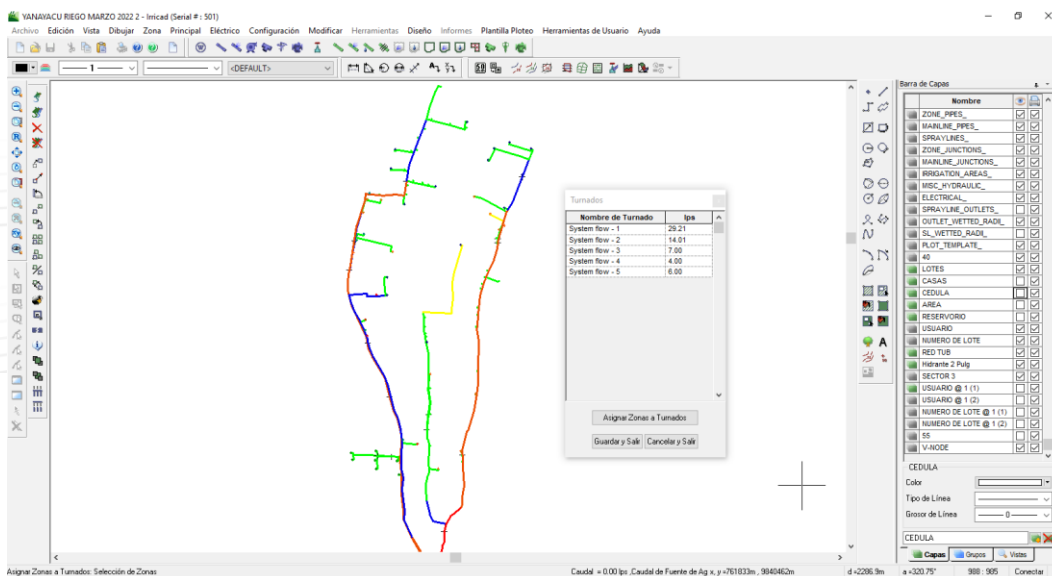 YANAYACU RIEGO MARZO 2022 2 - Irricad (Serial # : 501)
Archivo Edición Vista Dibujar Zona Principal Eléctrico Configuración Modificar Herramientas Diseño Informes Plantilla Ploteo Herramientas de Usuario Ayuda
1
<DEFAULT>
Barra de Capas
Nombre
ZONE_PIPES_
MAINLINE_PIPES_
SPRAYLINES_
ZONE_JUNCTIONS_
MAINLINE_JUNCTIONS_
IRRIGATION_AREAS_
MISC_HYDRAULIC_
ELECTRICAL_
SPRAYLINE_OUTLETS_
OUTLET_WETTED_RADII_
SL_WETTED_RADII_
PLOT_TEMPLATE_
40
LOTES
CASAS
CEDULA
AREA
RESERVORIO
USUARIO
NUMERO DE LOTE
RED TUB
Hidrante 2 Pulg
SECTOR 3
USUARIO @ 1 (1)
USUARIO @ 1 (2)
NUMERO DE LOTE @ 1 (1)
NUMERO DE LOTE @ 1 (2)
55
V-NODE
Turnados
Nombre de Turnado lps
System flow - 1 29.21
System flow - 2 14.01
System flow - 3 7.00
System flow - 4 4.00
System flow - 5 6.00
Asignar Zonas a Turnados
Guardar y Salir Cancelar y Salir
CEDULA
Color
Tipo de Línea
Grosor de Línea 0
CEDULA
Capas Grupos Vistas
Asignar Zonas a Turnados: Selección de Zonas
Caudal = 0.00 lps ,Caudal de Fuente de Ag x, y =761833m , 9840462m d =2286.9m a =320.75° 988 : 985 Conectar